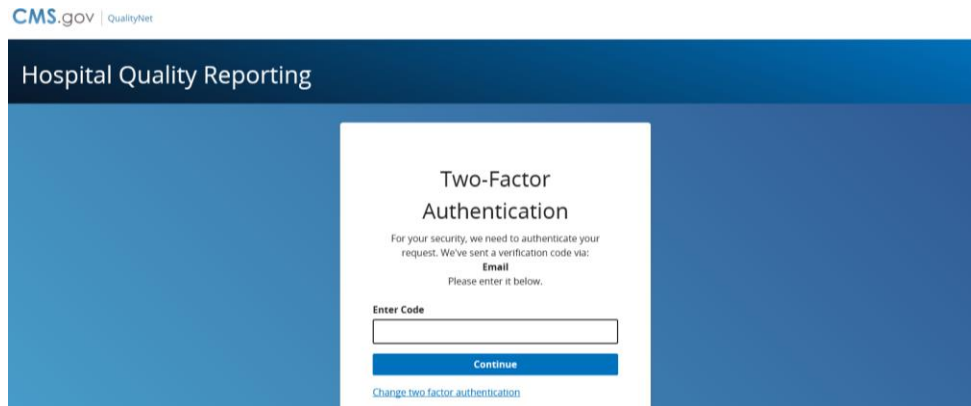 CMS.gov | QualityNet
Hospital Quality Reporting
Two-Factor
Authentication
For your security, we need to authenticate your
request. We've sent a verification code via:
Email
Please enter it below.
Enter Code
Continue
Change two factor authentication